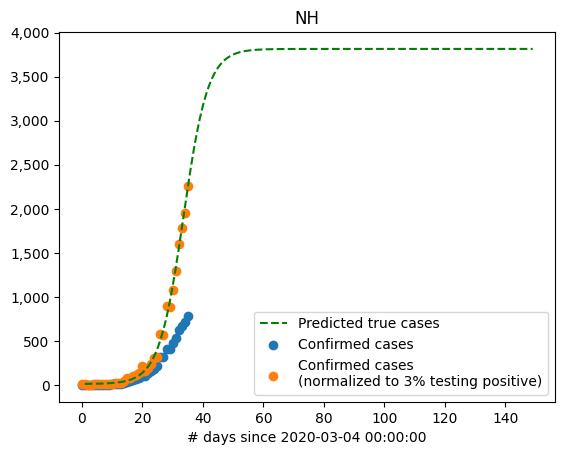 NH
4,000
3,500
3,000
2,500
2,000
1,500
1,000
500
0
0 20 40 60 80 100 120 140
# days since 2020-03-04 00:00:00
Predicted true cases
Confirmed cases
Confirmed cases
(normalized to 3% testing positive)